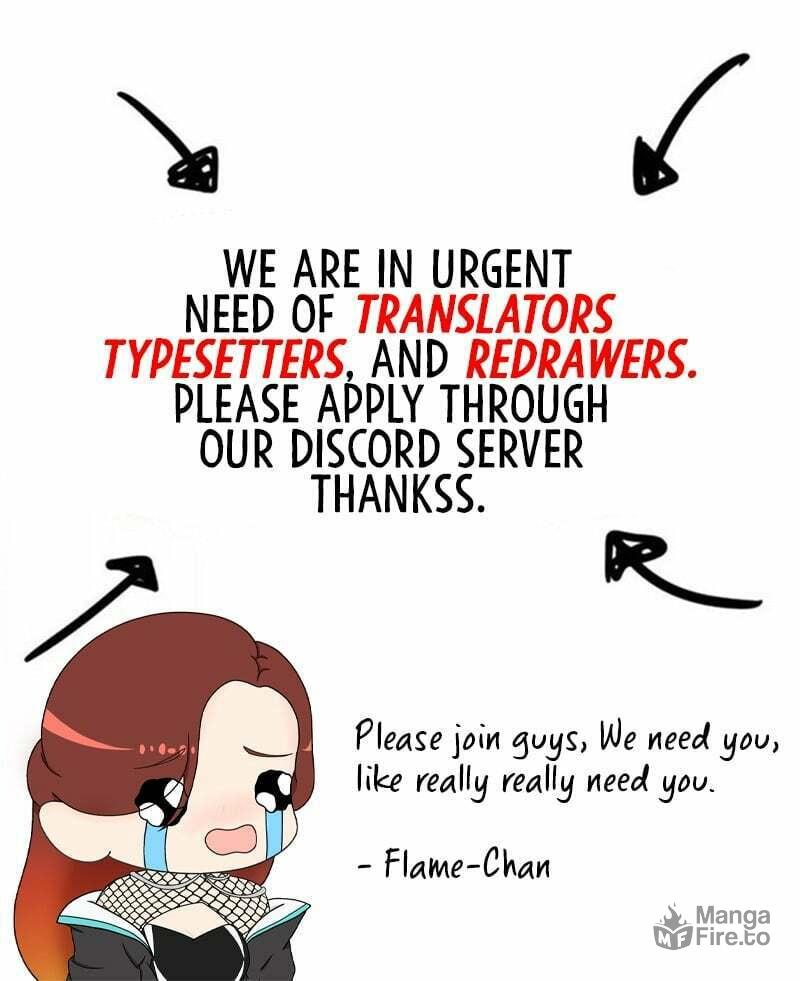 WE ARE IN URGENT
NEED OF TRANSLATORS
TYPESETTERS, AND REDRAWERS.
PLEASE APPLY THROUGH
OUR DISCORD SERVER
THANKSS.
Please join guys, We need you,
like really really need you.
- Flame-Chan
MF
Manga
Fire.to